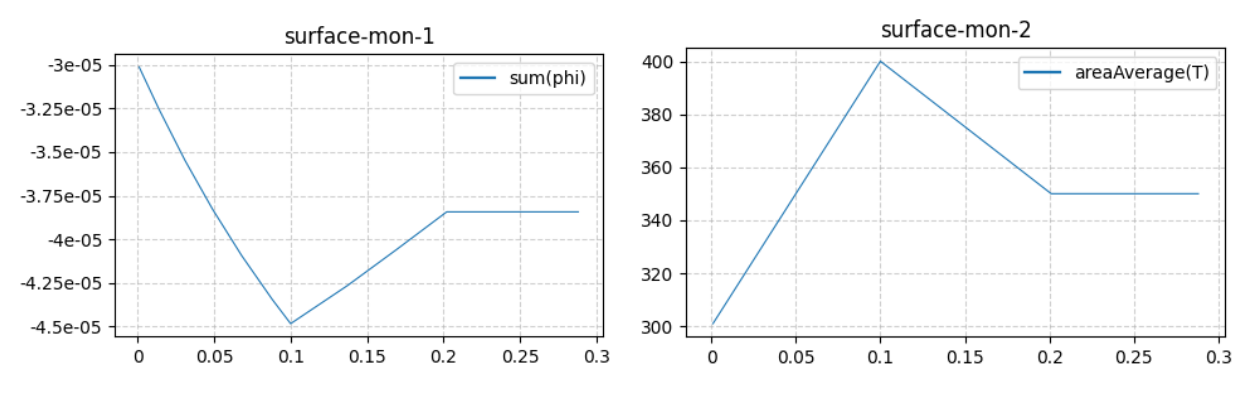 surface-mon-1
sum(phi)
-3e-05
-3.25e-05
-3.5e-05
-3.75e-05
-4e-05
-4.25e-05
-4.5e-05
0 0.05 0.1 0.15 0.2 0.25 0.3
surface-mon-2
areaAverage(T)
400
380
360
340
320
300
0 0.05 0.1 0.15 0.2 0.25 0.3